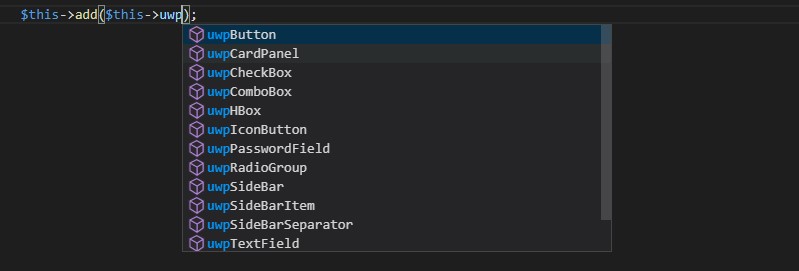 $this->add($this->uwp);
uwpButton
uwpCardPanel
uwpCheckBox
uwpComboBox
uwpHBox
uwpIconButton
uwpPasswordField
uwpRadioGroup
uwpSideBar
uwpSideBarItem
uwpSideBarSeparator
uwpTextField